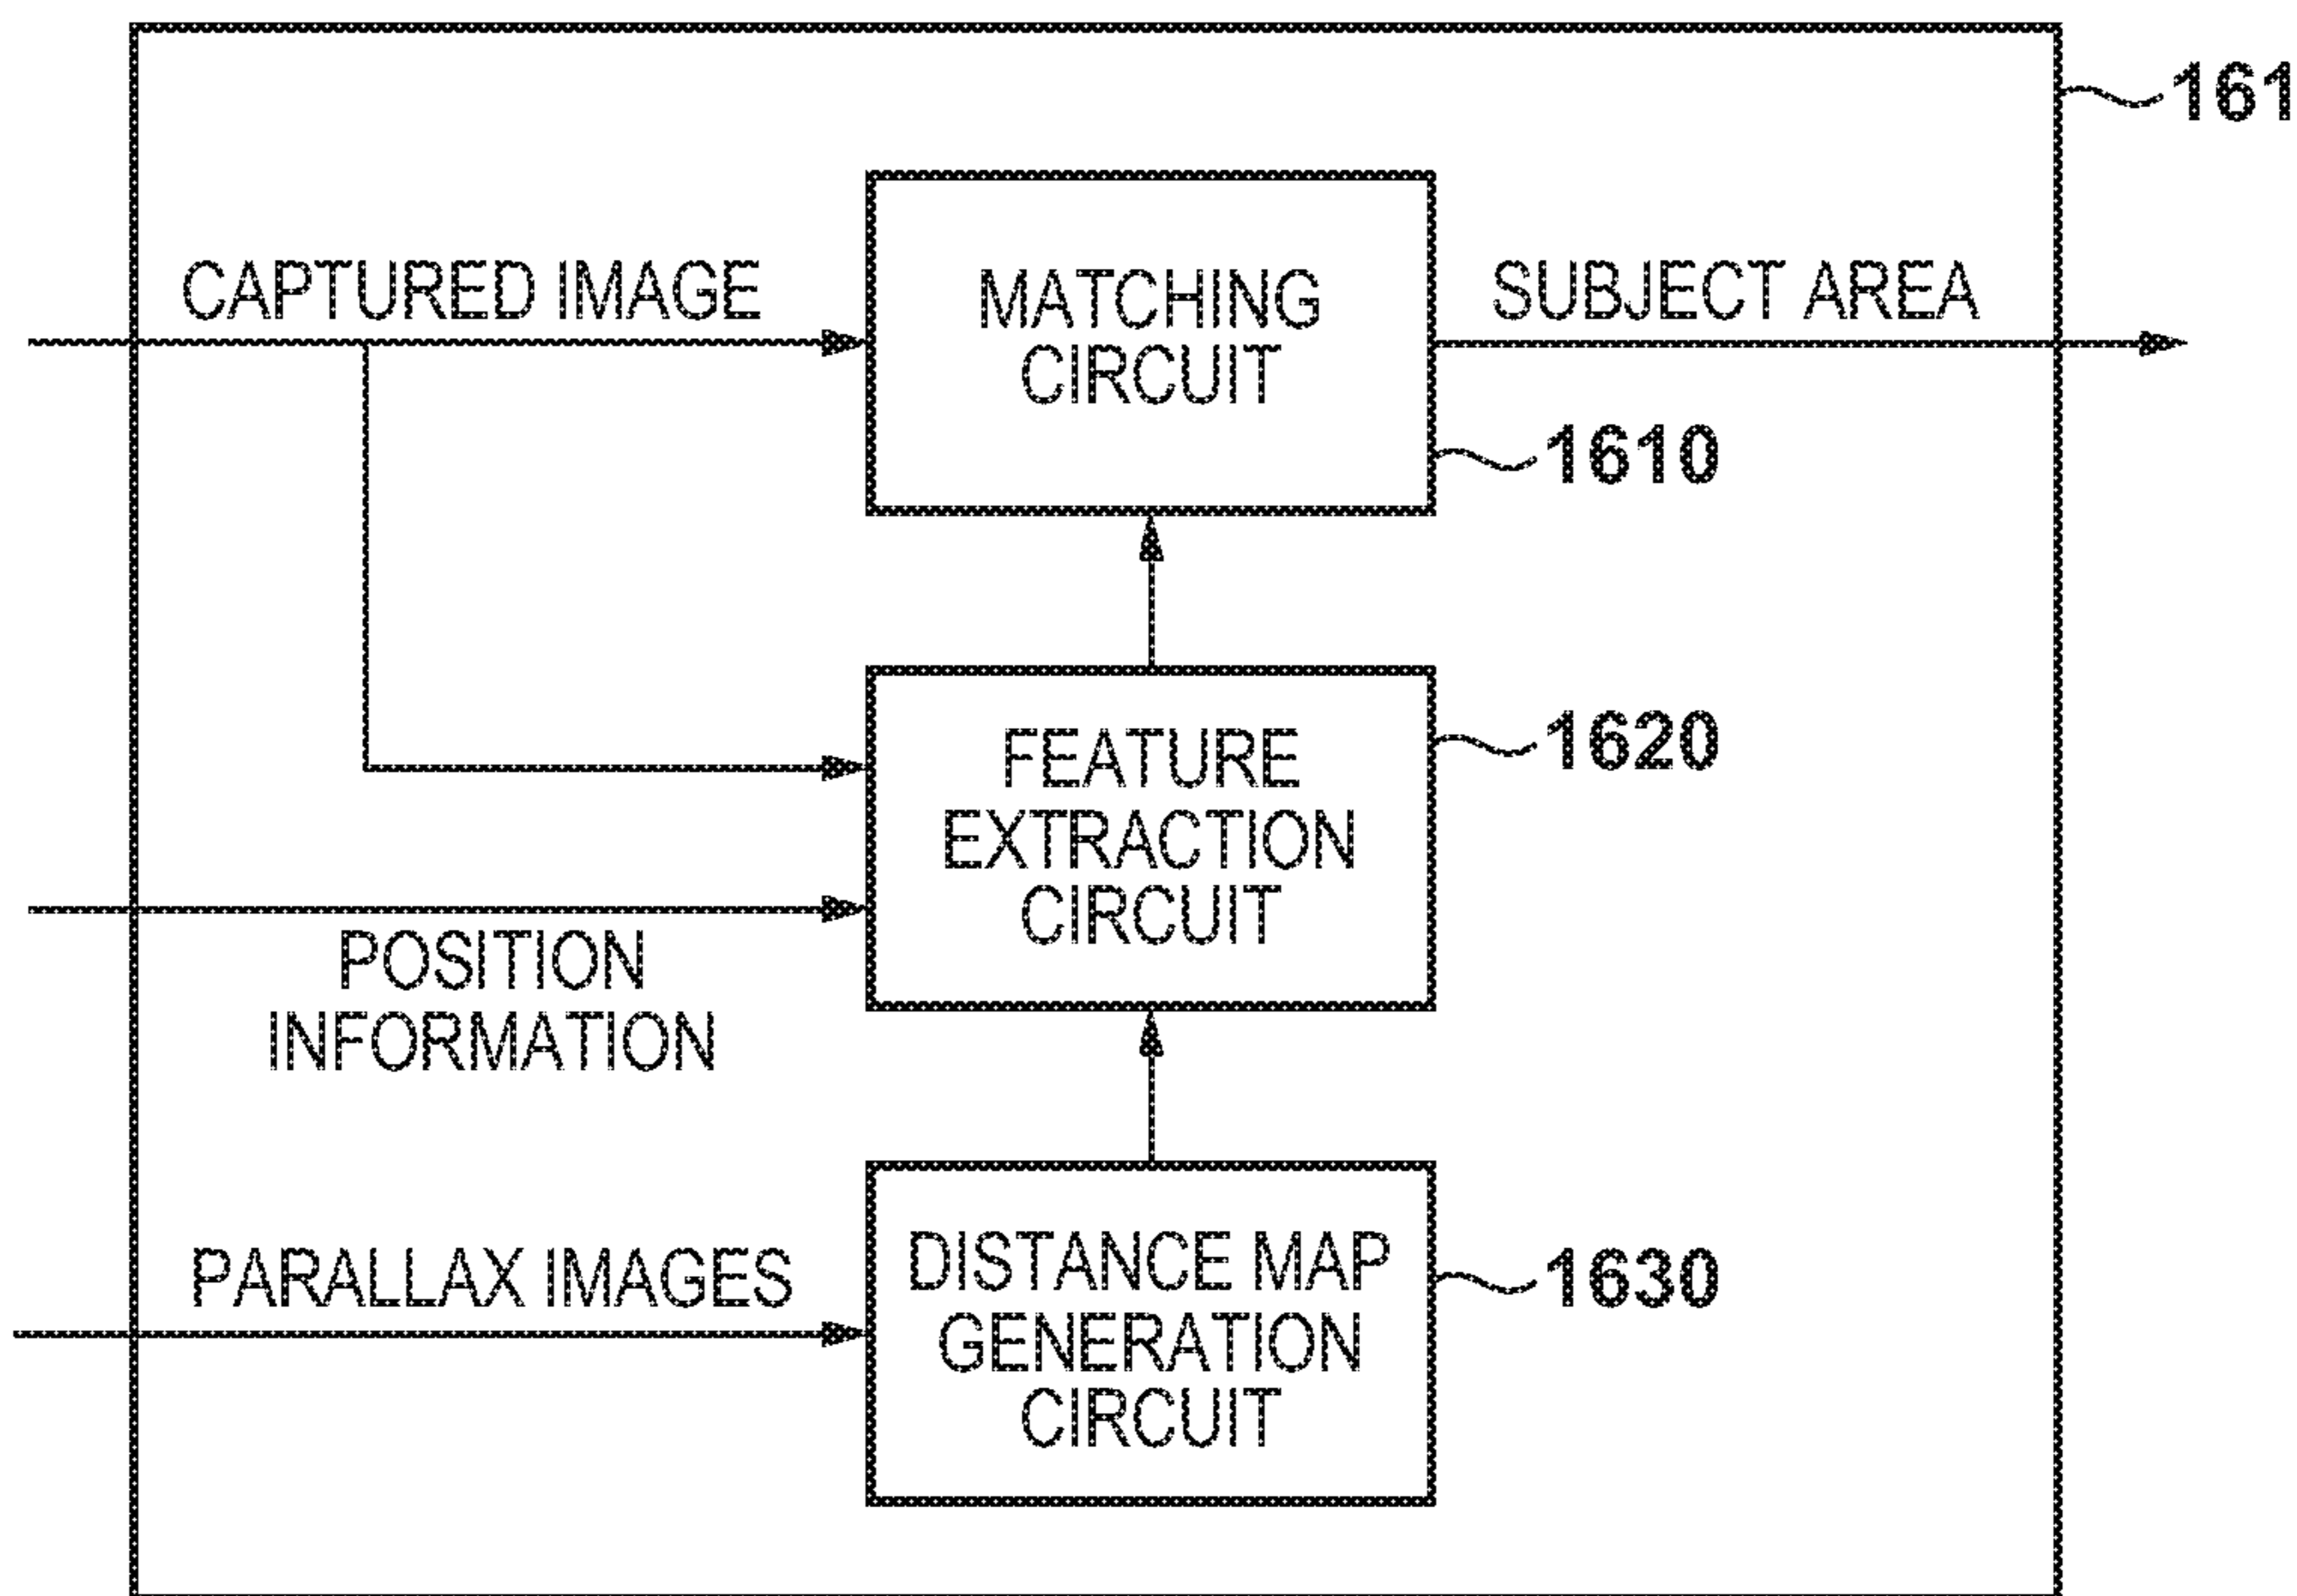 161
CAPTURED IMAGE
MATCHING
CIRCUIT
SUBJECT AREA
1610
FEATURE
EXTRACTION
CIRCUIT
1620
POSITION
INFORMATION
PARALLAX IMAGES
DISTANCE MAP
GENERATION
CIRCUIT
1630